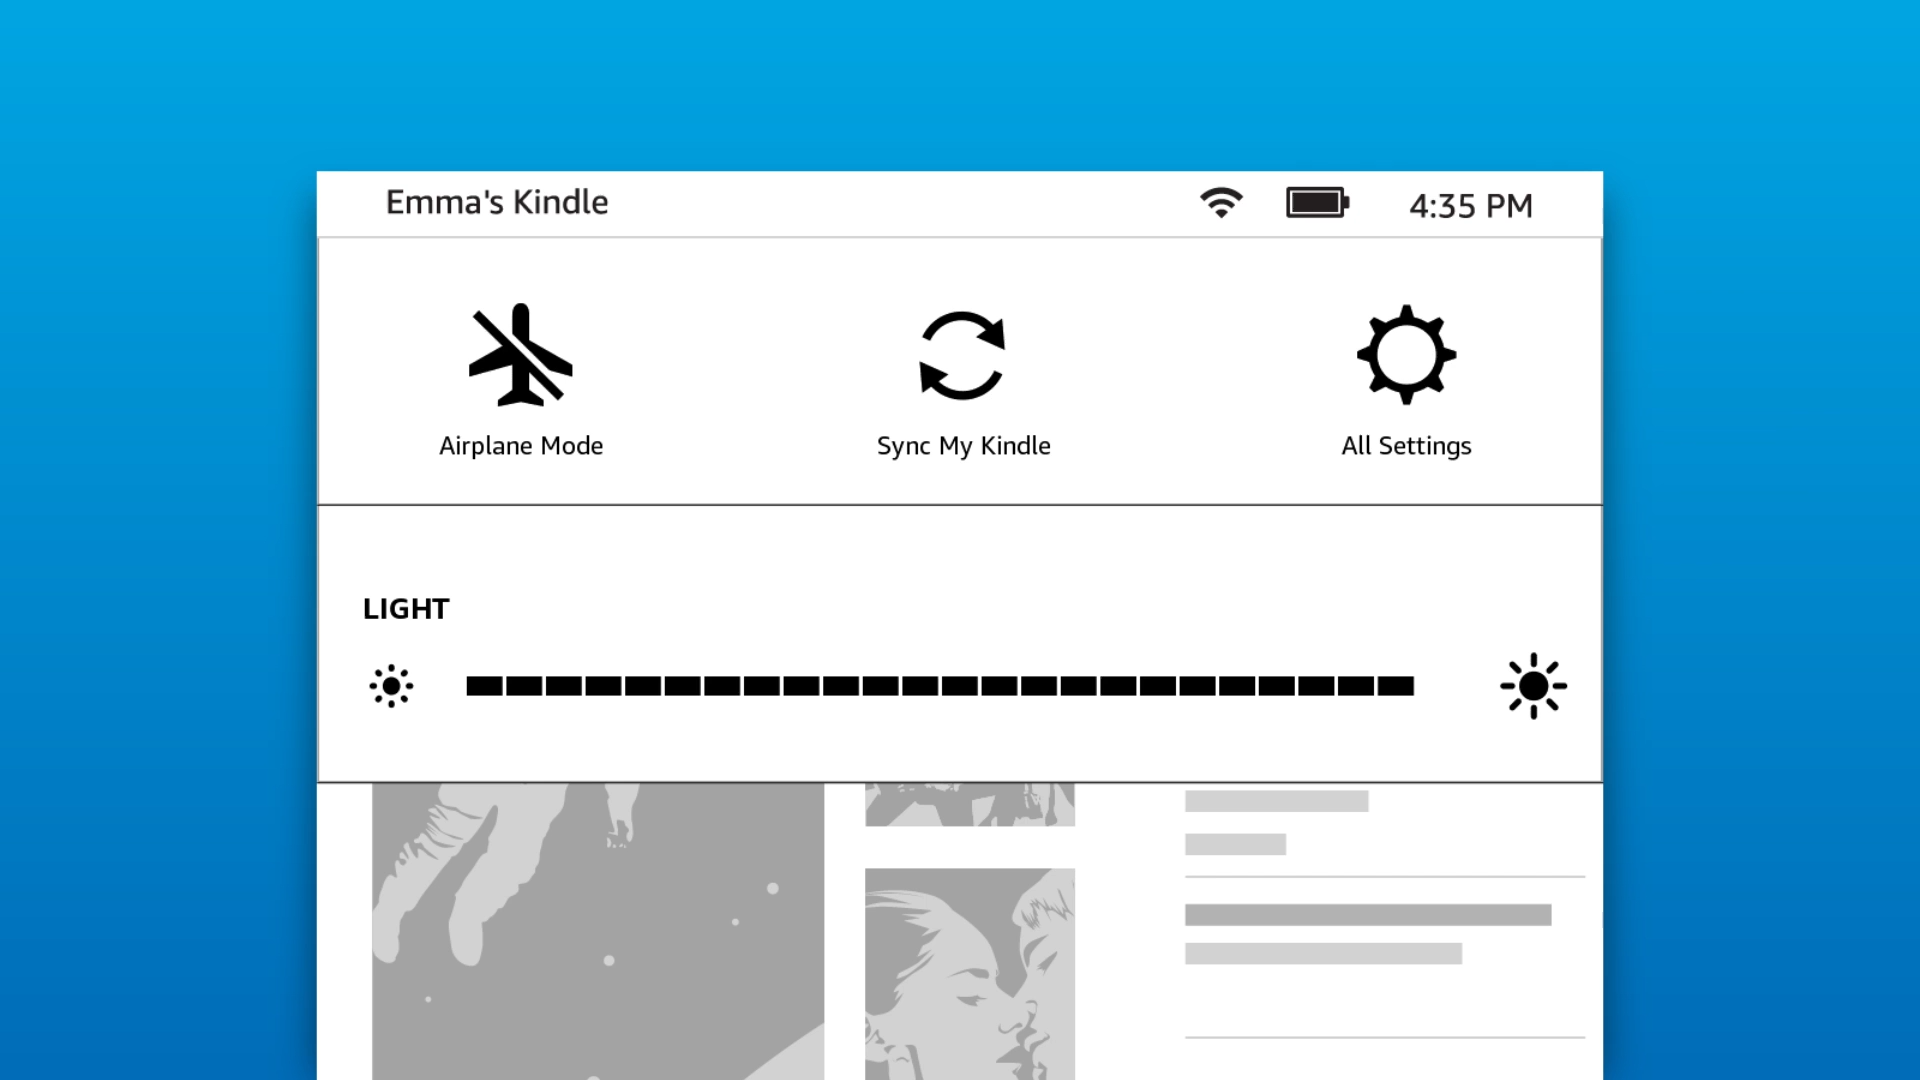 Emma's Kindle
4:35 PM
Airplane Mode
Sync My Kindle
All Settings
LIGHT